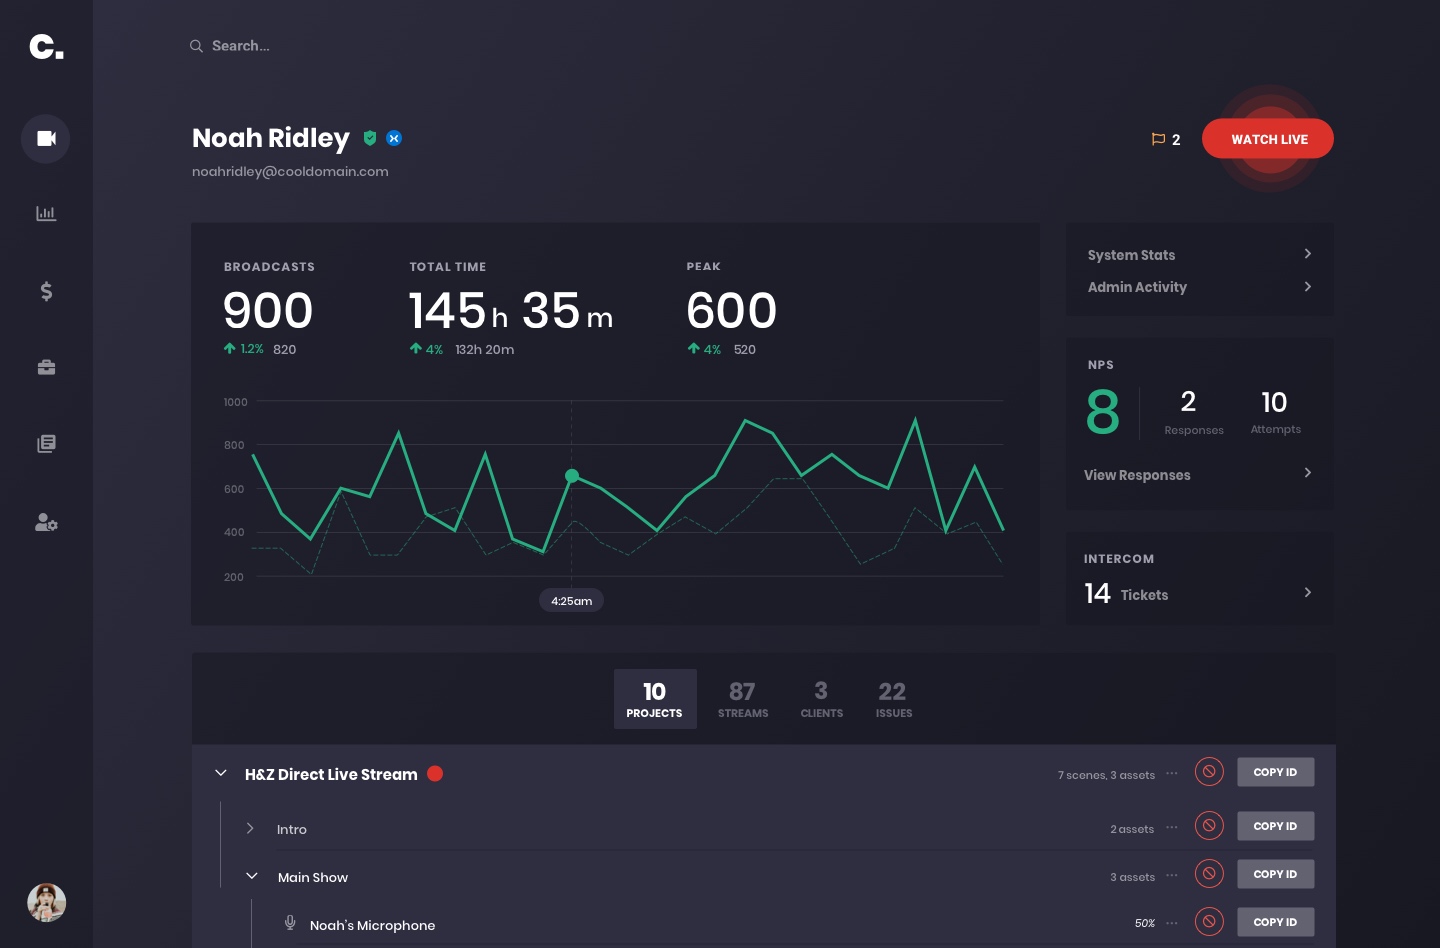 c.
Search...
Noah Ridley
noahridley@cooldomain.com
2
WATCH LIVE
BROADCASTS
900
1.2% 820
TOTAL TIME
145 h 35 m
4% 132h 20m
PEAK
600
4% 520
1000
800
600
400
200
4:25am
System Stats
Admin Activity
NPS
8
2
Responses
10
Attempts
View Responses
INTERCOM
14 Tickets
10
PROJECTS
87
STREAMS
3
CLIENTS
22
ISSUES
H&Z Direct Live Stream
7 scenes, 3 assets ···
COPY ID
Intro
2 assets ···
COPY ID
Main Show
3 assets ···
COPY ID
Noah's Microphone
50% ···
COPY ID